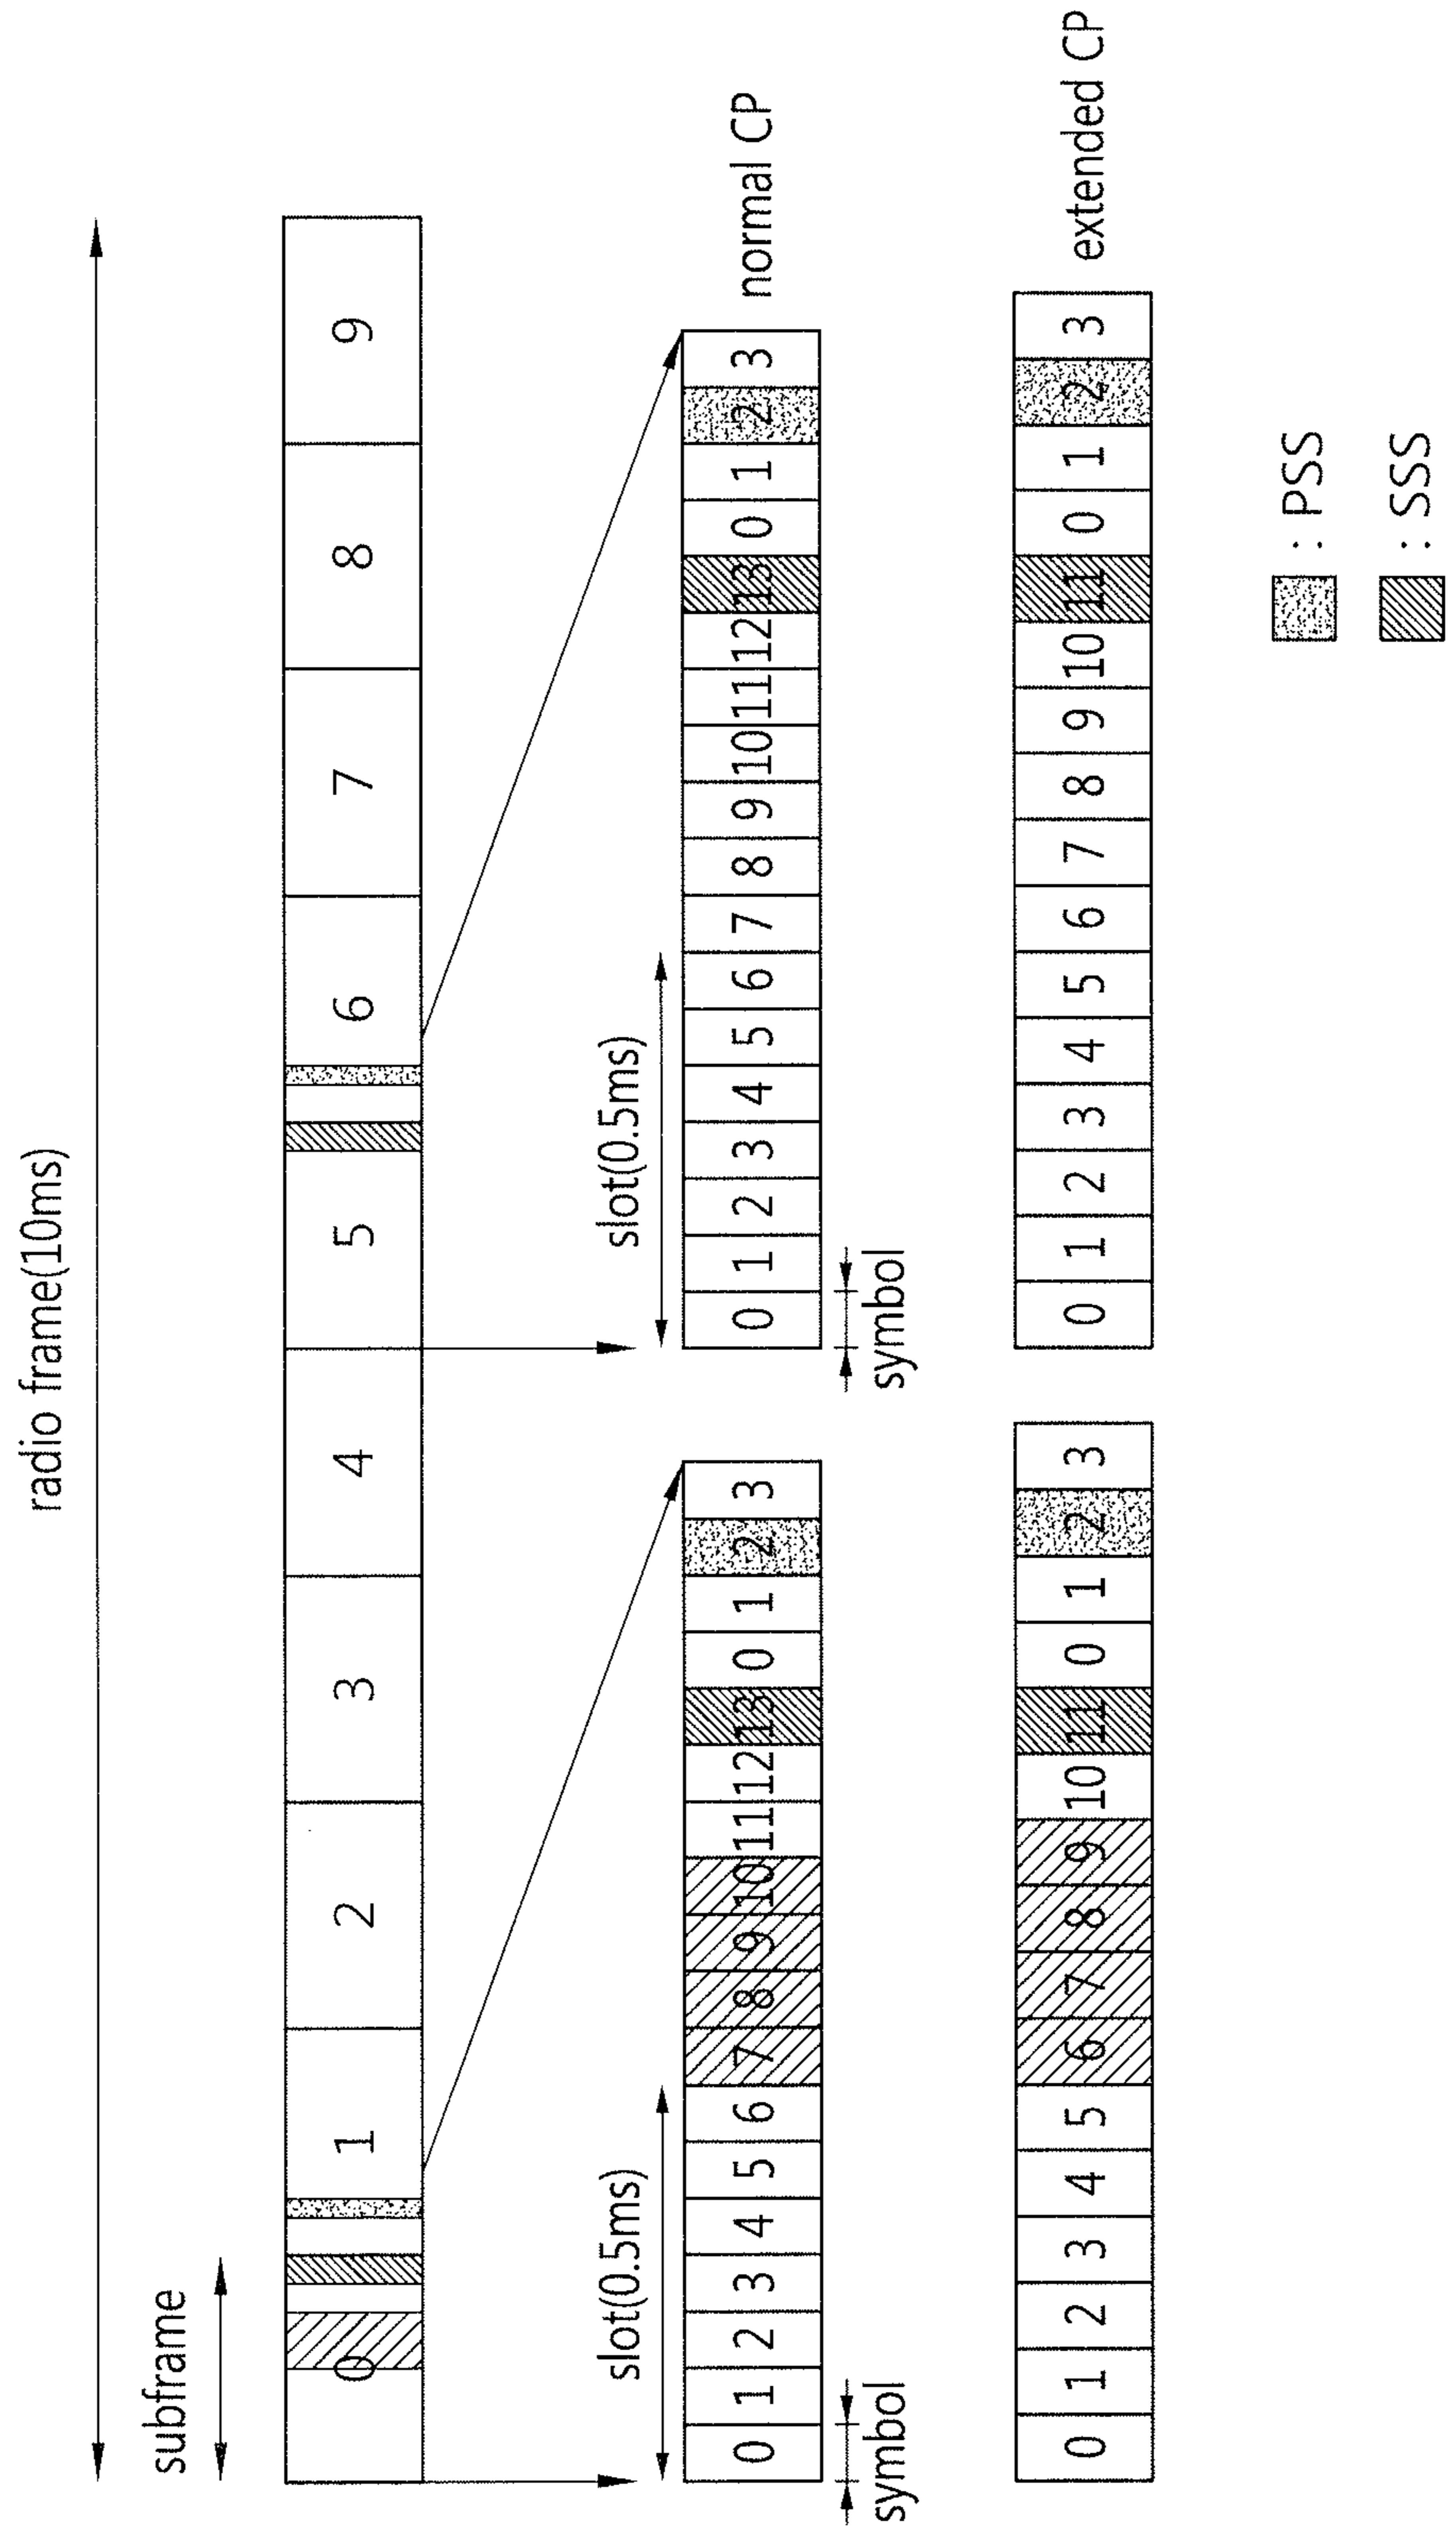 radio frame(10ms)
subframe
0 1 2 3 4 5 6 7 8 9
slot(0.5ms) slot(0.5ms)
0 1 2 3 4 5 6 7 8 9 10 11 12 13 0 1 2 3 0 1 2 3 4 5 6 7 8 9 10 11 12 13 0 1 2 3 normal CP
symbol symbol
0 1 2 3 4 5 6 7 8 9 10 11 0 1 2 3 0 1 2 3 4 5 6 7 8 9 10 11 0 1 2 3 extended CP
: PSS
: SSS